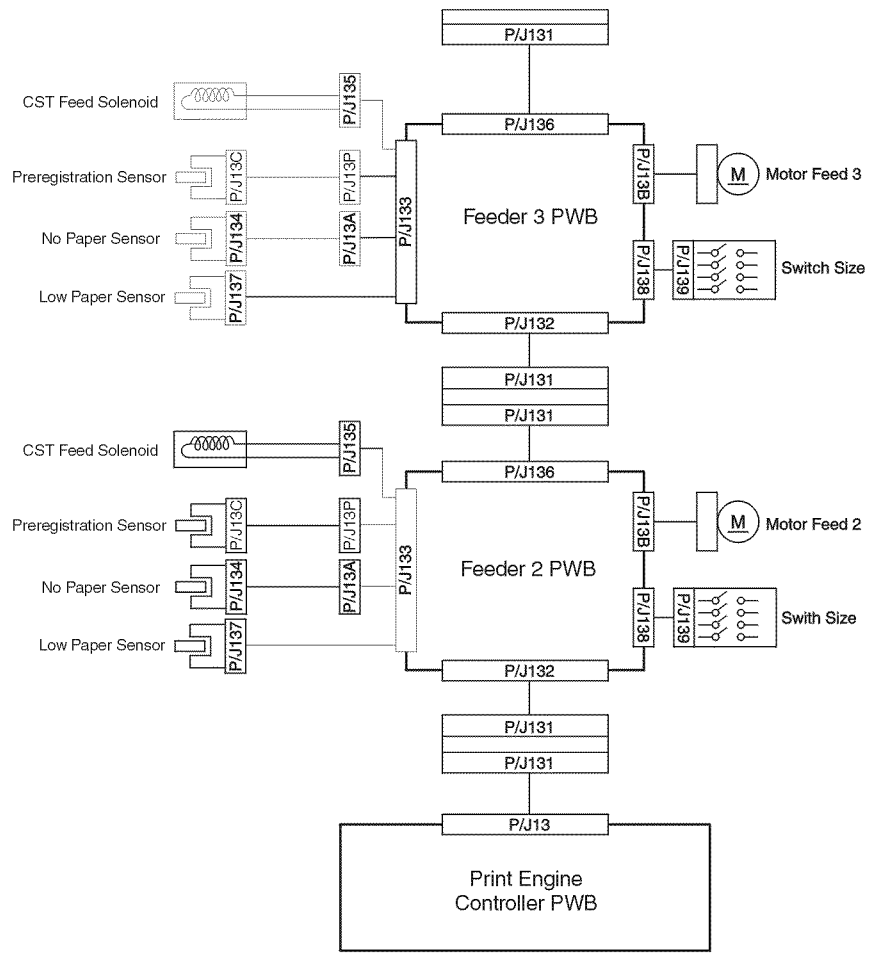 P/J131
CST Feed Solenoid
P/J135
P/J136
Preregistration Sensor
P/J13C
P/J13P
P/J133
P/J13B
M
Motor Feed 3
Feeder 3 PWB
No Paper Sensor
P/J134
P/J13A
Low Paper Sensor
P/J137
P/J138
P/J139
Switch Size
P/J132
P/J131
P/J131
CST Feed Solenoid
P/J135
P/J136
Preregistration Sensor
P/J13C
P/J13P
P/J133
P/J13B
M
Motor Feed 2
Feeder 2 PWB
No Paper Sensor
P/J134
P/J13A
Low Paper Sensor
P/J137
P/J138
P/J139
Swith Size
P/J132
P/J131
P/J131
P/J13
Print Engine
Controller PWB